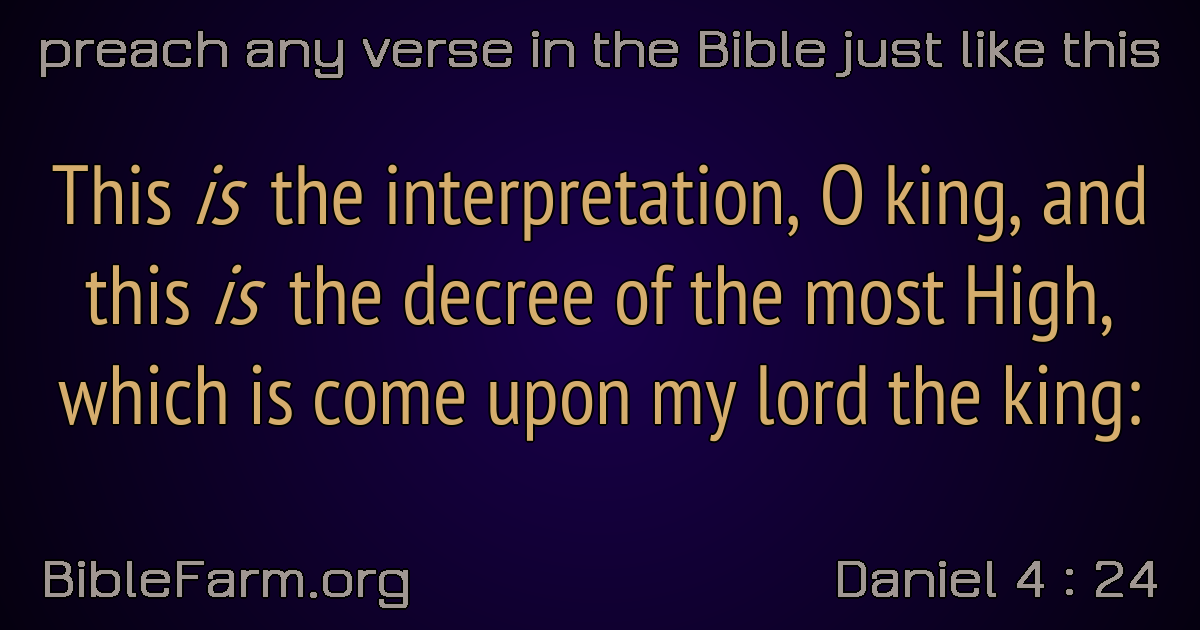 preach any verse in the Bible just like this
This is the interpretation, O king, and
this is the decree of the most High,
which is come upon my lord the king:
BibleFarm.org
Daniel 4 : 24